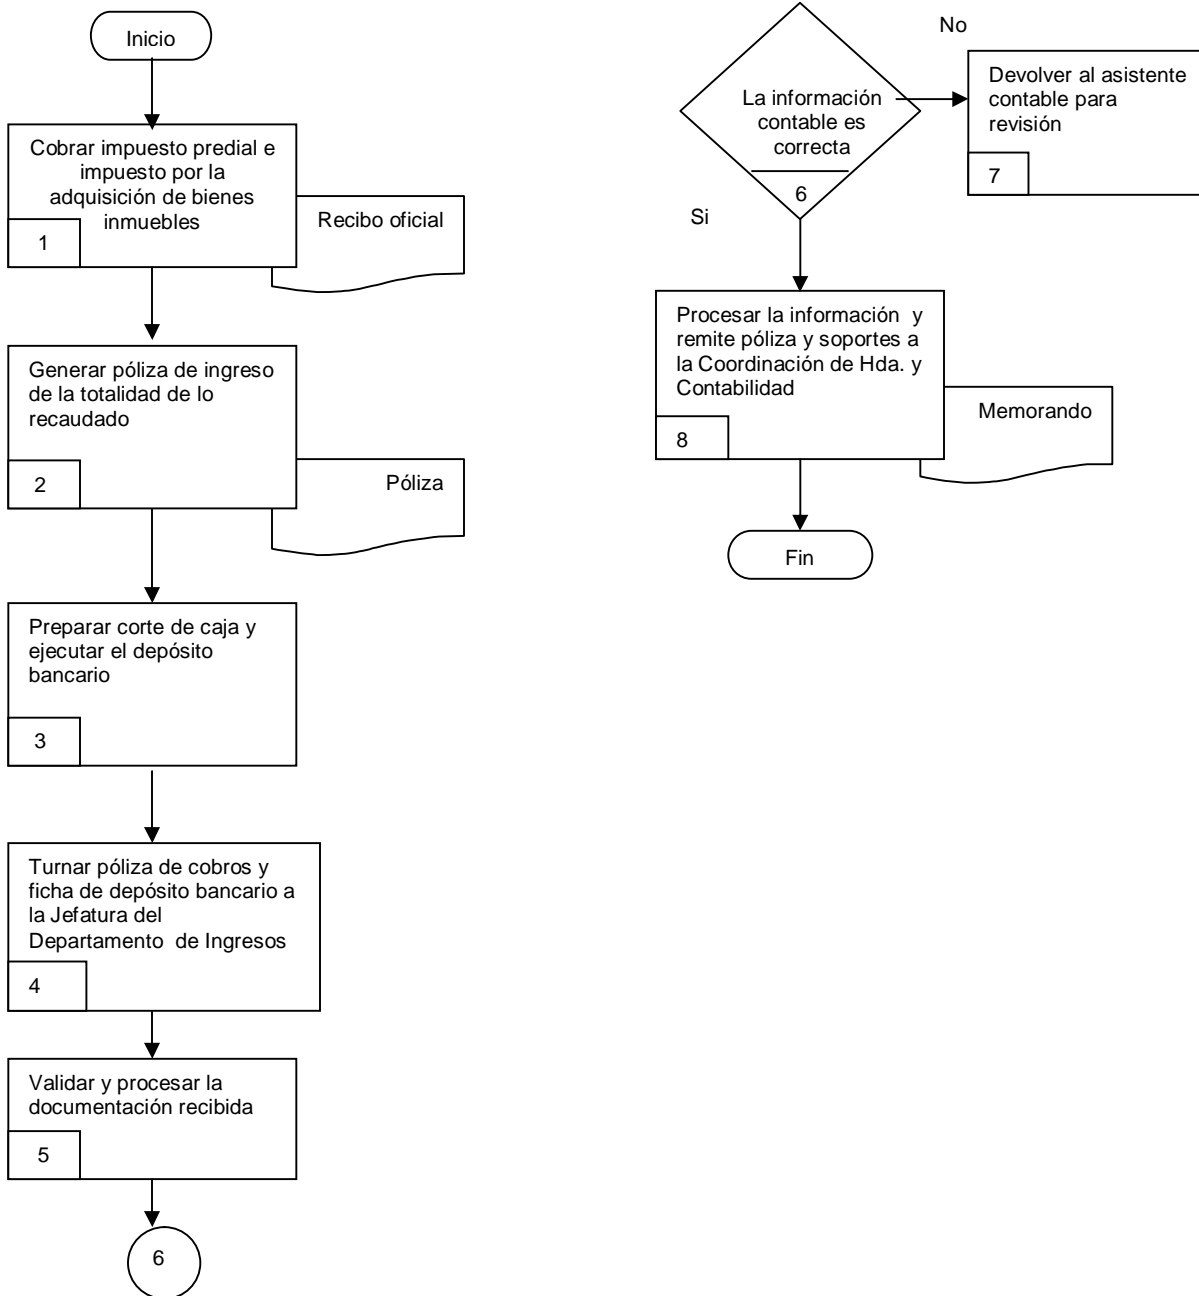 Inicio
Cobrar impuesto predial e
impuesto por la
adquisición de bienes
inmuebles
1
Recibo oficial
Generar póliza de ingreso
de la totalidad de lo
recaudado
2
Póliza
Preparar corte de caja y
ejecutar el depósito
bancario
3
Turnar póliza de cobros y
ficha de depósito bancario a
la Jefatura del
Departamento de Ingresos
4
Validar y procesar la
documentación recibida
5
6
La información
contable es
correcta
6
No
Devolver al asistente
contable para
revisión
7
Si
Procesar la información y
remite póliza y soportes a
la Coordinación de Hda. y
Contabilidad
8
Memorando
Fin